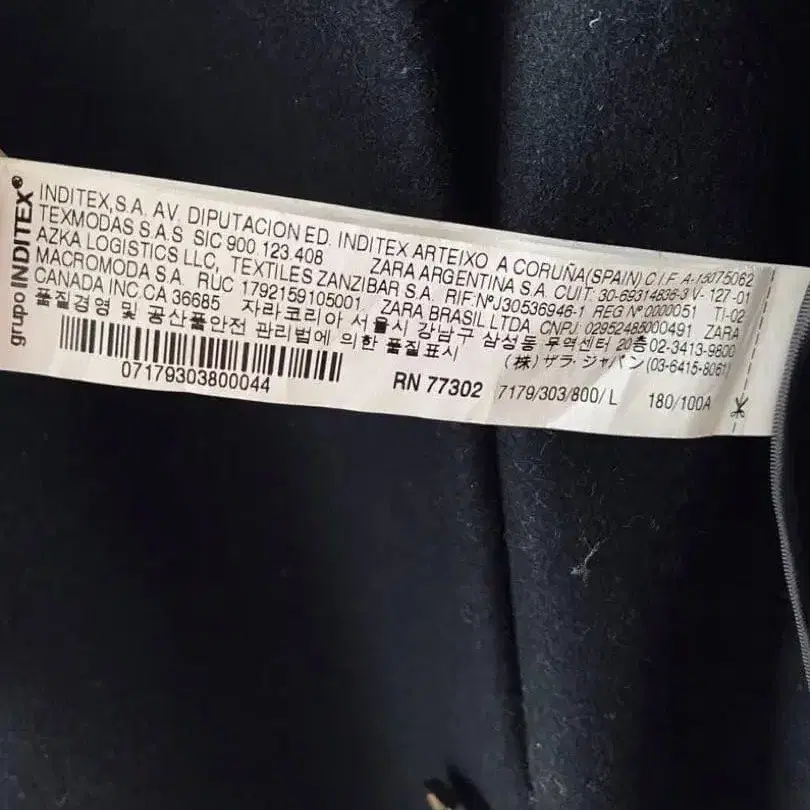 grupo INDITEX®
INDITEX,S.A. AV. DIPUTACION ED. INDITEX ARTEIXO A CORUÑA(SPAIN) C.I.F. A-15075062
TEXMODAS S.A.S SIC 900.123.408 ZARA ARGENTINA S.A. CUIT. 30-69314836-3 V-127-01
AZKA LOGISTICS LLC, TEXTILES ZANZIBAR S.A. RIF.NºJ30536946-1 REG Nº0000051 TI-02
MACROMODA S.A. RUC 1792159105001 ZARA BRASIL LTDA. CNPJ 02952485000491 ZARA
CANADA INC.CA 36685 자라코리아 서울시 강남구 삼성동 무역센터 20층 02-3413-9800
품질경영 및 공산품안전 관리법에 의한 품질표시 (株) ザラ・ジャパン (03-6415-8061)
07179303800044
RN 77302 7179/303/800/ L 180/100A